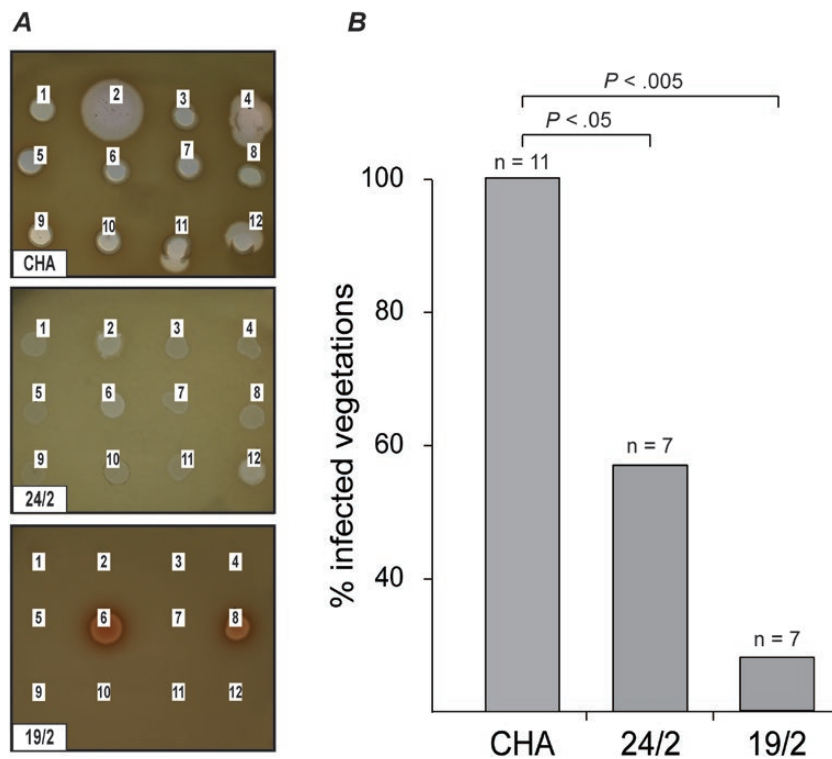 A
1 2 3 4
5 6 7 8
9 10 11 12
CHA
1 2 3 4
5 6 7 8
9 10 11 12
24/2
1 2 3 4
5 6 7 8
9 10 11 12
19/2
B
P < .005
P < .05
n = 11
n = 7
n = 7
100
80
60
40
% infected vegetations
CHA 24/2 19/2